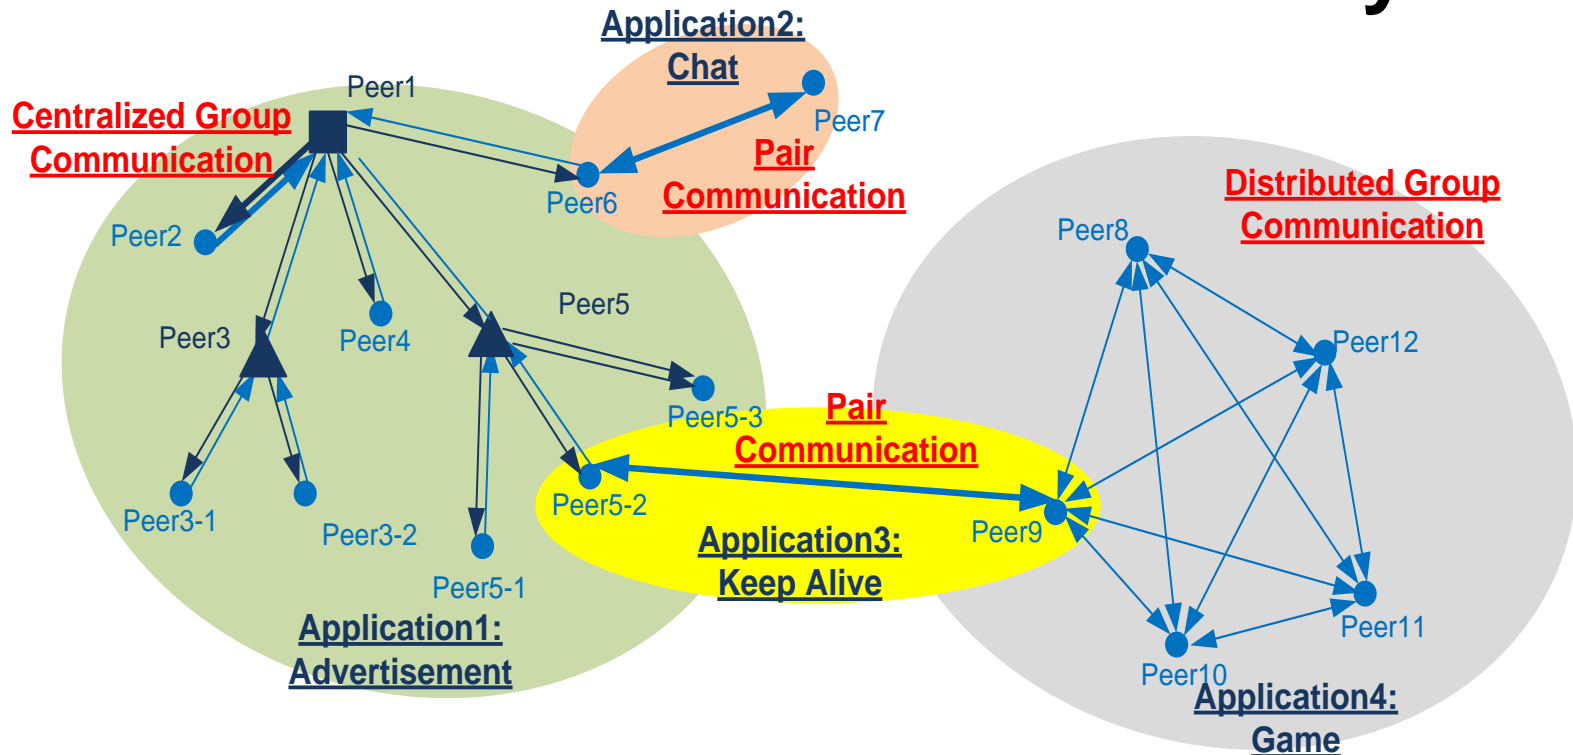 Application2:
Chat
Peer1
Centralized Group
Communication
Peer7
Pair
Communication
Peer6
Peer2
Distributed Group
Communication
Peer8
Peer5
Peer3
Peer4
Peer12
Peer5-3
Pair
Communication
Peer5-2
Peer3-1
Peer3-2
Peer9
Application3:
Keep Alive
Peer5-1
Application1:
Advertisement
Peer11
Peer10
Application4:
Game